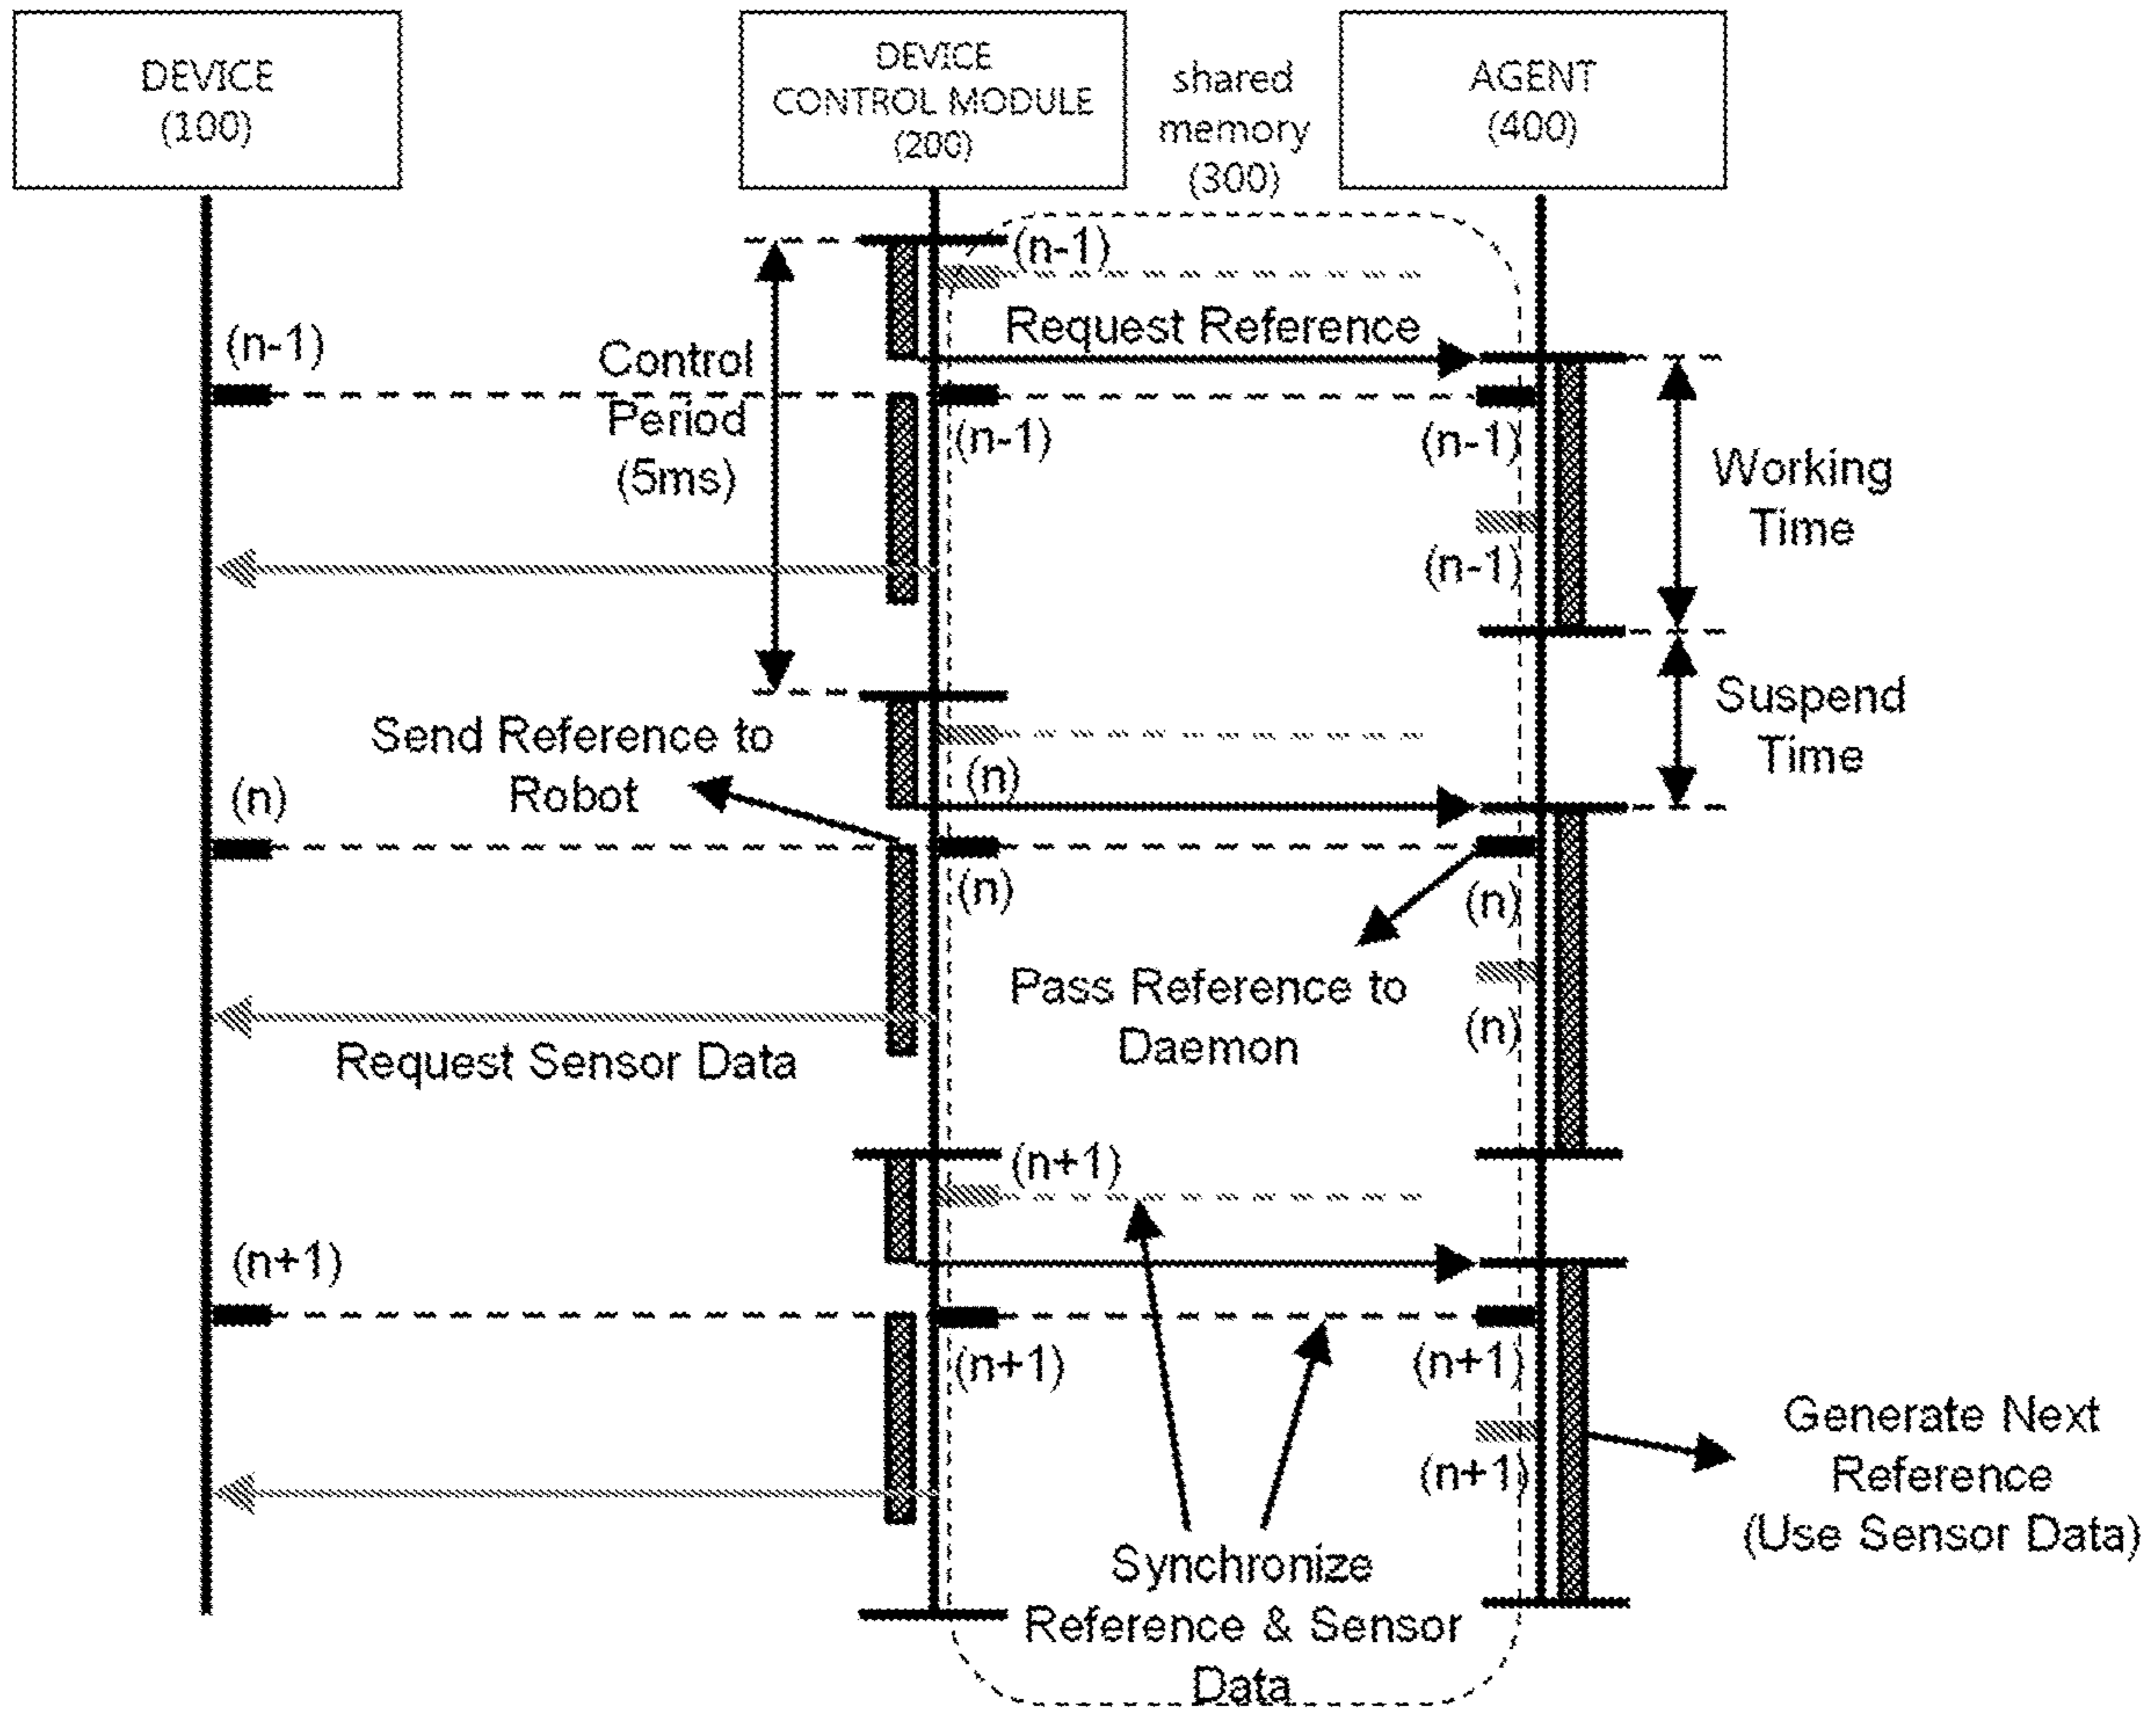 DEVICE
(100)
DEVICE
CONTROL MODULE
(200)
shared
memory
(300)
AGENT
(400)
(n-1)
Request Reference
(n-1)
Control
Period
(5ms)
(n-1)
(n-1)
Working
Time
(n-1)
Suspend
Time
Send Reference to
Robot
(n)
(n)
(n)
(n)
Pass Reference to
Daemon
(n)
Request Sensor Data
(n+1)
(n+1)
(n+1)
(n+1)
(n+1)
Generate Next
Reference
(Use Sensor Data)
Synchronize
Reference & Sensor
Data